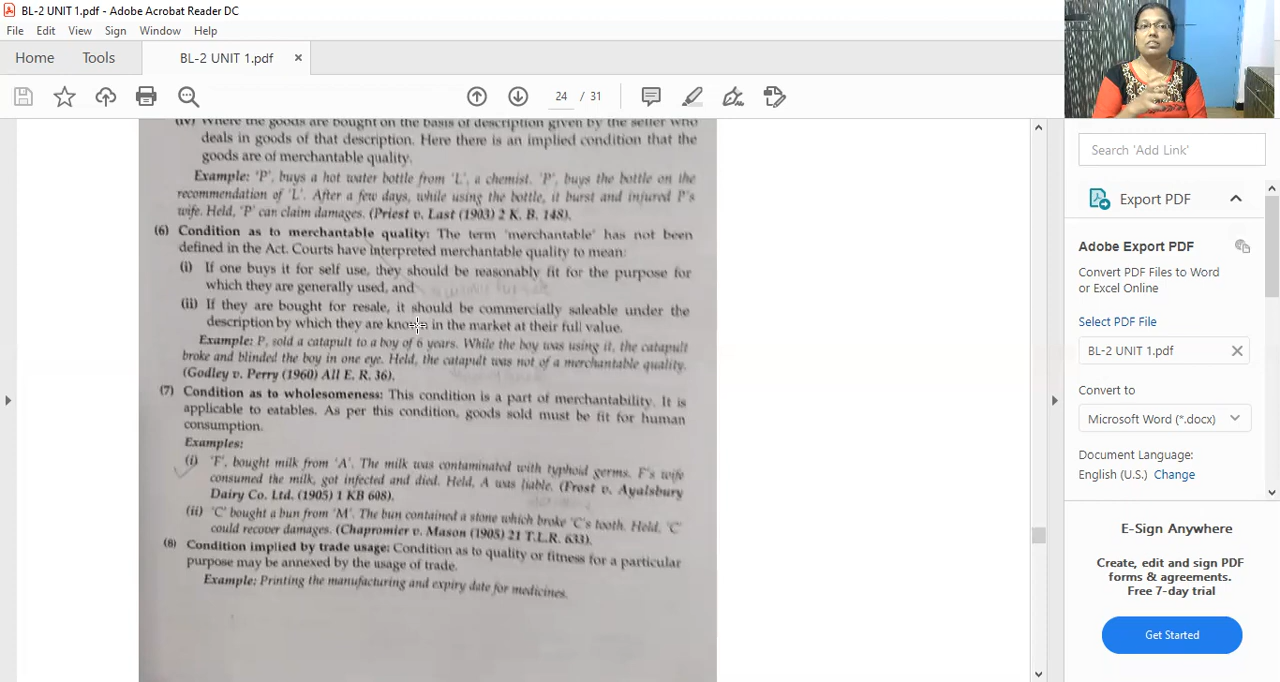 BL-2 UNIT 1.pdf - Adobe Acrobat Reader DC
File Edit View Sign Window Help
Home Tools BL-2 UNIT 1.pdf ×
24 / 31
(iv) Where the goods are bought on the basis of description given by the seller who
deals in goods of that description. Here there is an implied condition that the
goods are of merchantable quality.
Example: 'P', buys a hot water bottle from 'L', a chemist. 'P', buys the bottle on the
recommendation of 'L'. After a few days, while using the bottle, it burst and injured P's
wife. Held, 'P' can claim damages. (Priest v. Last (1903) 2 K. B. 148).
(6) Condition as to merchantable quality: The term 'merchantable' has not been
defined in the Act. Courts have interpreted merchantable quality to mean:
(i) If one buys it for self use, they should be reasonably fit for the purpose for
which they are generally used, and
(ii) If they are bought for resale, it should be commercially saleable under the
description by which they are known in the market at their full value.
Example: P, sold a catapult to a boy of 6 years. While the boy was using it, the catapult
broke and blinded the boy in one eye. Held, the catapult was not of a merchantable quality.
(Godley v. Perry (1960) All E. R. 36).
(7) Condition as to wholesomeness: This condition is a part of merchantability. It is
applicable to eatables. As per this condition, goods sold must be fit for human
consumption.
Examples:
(i) 'F', bought milk from 'A'. The milk was contaminated with typhoid germs. F's wife
consumed the milk, got infected and died. Held, A was liable. (Frost v. Ayalsbury
Dairy Co. Ltd. (1905) 1 KB 608).
(ii) 'C' bought a bun from 'M'. The bun contained a stone which broke 'C's tooth. Held, 'C'
could recover damages. (Chapromier v. Mason (1905) 21 T.L.R. 633).
(8) Condition implied by trade usage: Condition as to quality or fitness for a particular
purpose may be annexed by the usage of trade.
Example: Printing the manufacturing and expiry date for medicines.
Search 'Add Link'
Export PDF
Adobe Export PDF
Convert PDF Files to Word
or Excel Online
Select PDF File
BL-2 UNIT 1.pdf
Convert to
Microsoft Word (*.docx)
Document Language:
English (U.S.) Change
E-Sign Anywhere
Create, edit and sign PDF
forms & agreements.
Free 7-day trial
Get Started